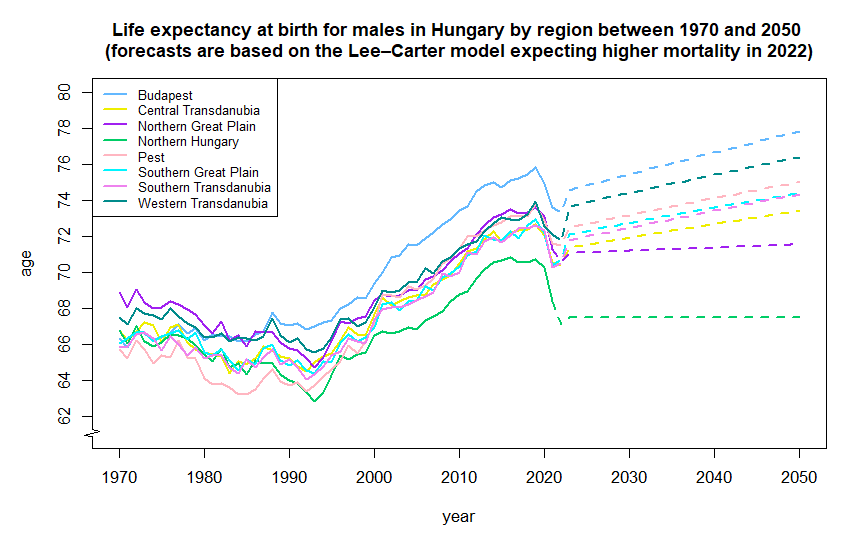 Life expectancy at birth for males in Hungary by region between 1970 and 2050
(forecasts are based on the Lee–Carter model expecting higher mortality in 2022)
Budapest
Central Transdanubia
Northern Great Plain
Northern Hungary
Pest
Southern Great Plain
Southern Transdanubia
Western Transdanubia
age
80
78
76
74
72
70
68
66
64
62
1970 1980 1990 2000 2010 2020 2030 2040 2050
year